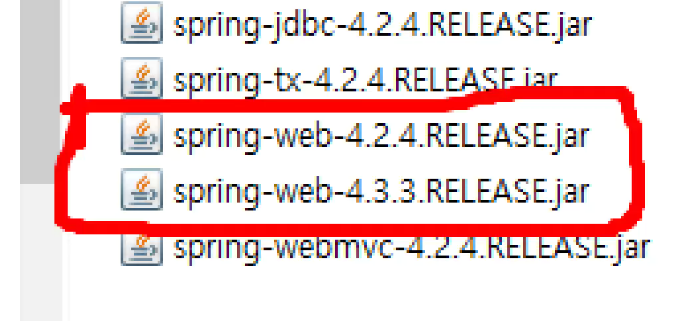 spring-jdbc-4.2.4.RELEASE.jar
spring-tx-4.2.4.RELEASE.jar
spring-web-4.2.4.RELEASE.jar
spring-web-4.3.3.RELEASE.jar
spring-webmvc-4.2.4.RELEASE.jar